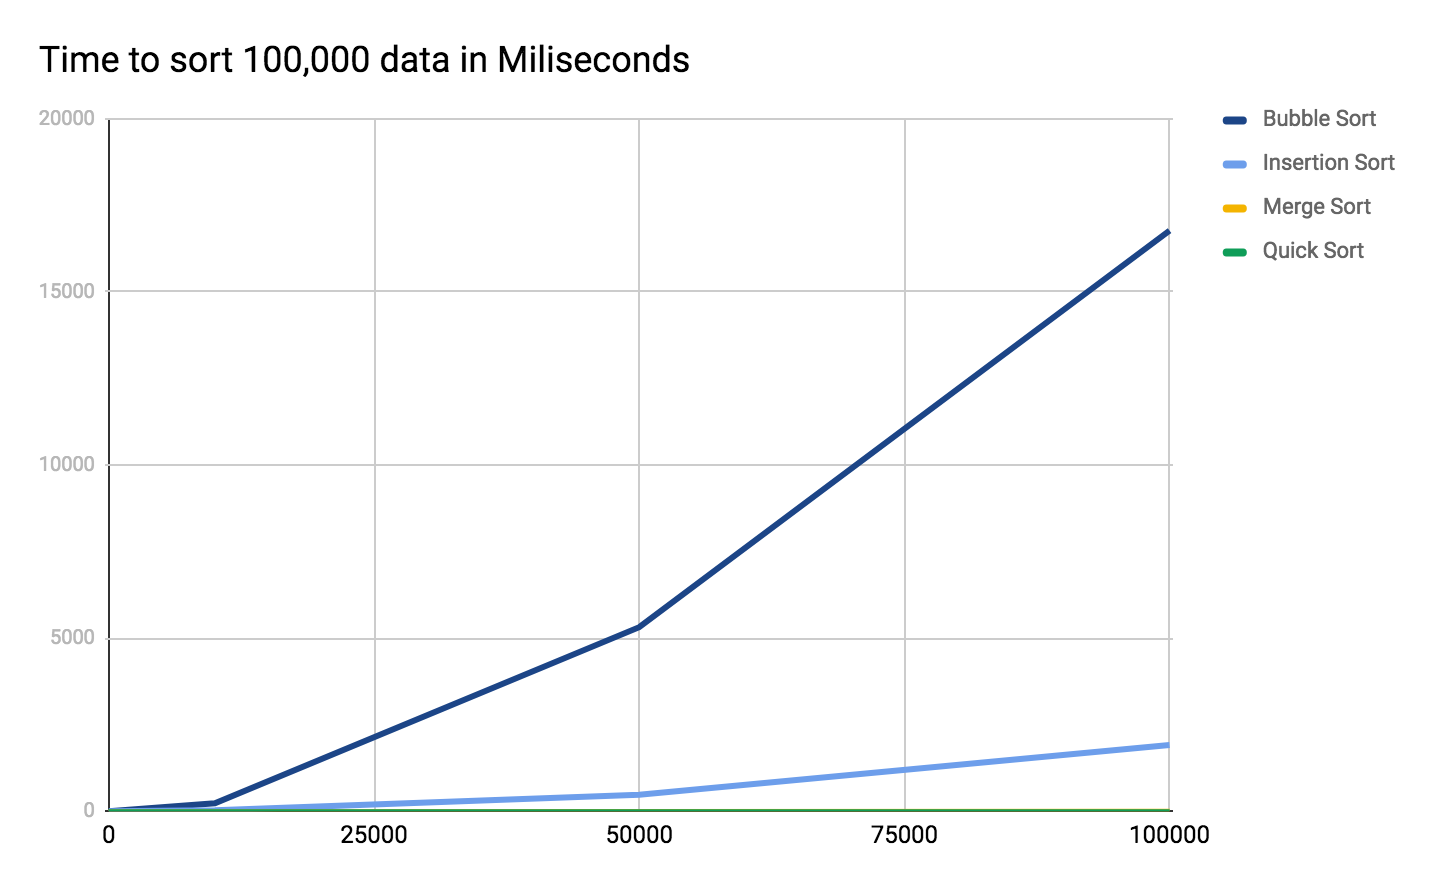 Time to sort 100,000 data in Miliseconds
20000
15000
10000
5000
0
0 25000 50000 75000 100000
Bubble Sort
Insertion Sort
Merge Sort
Quick Sort